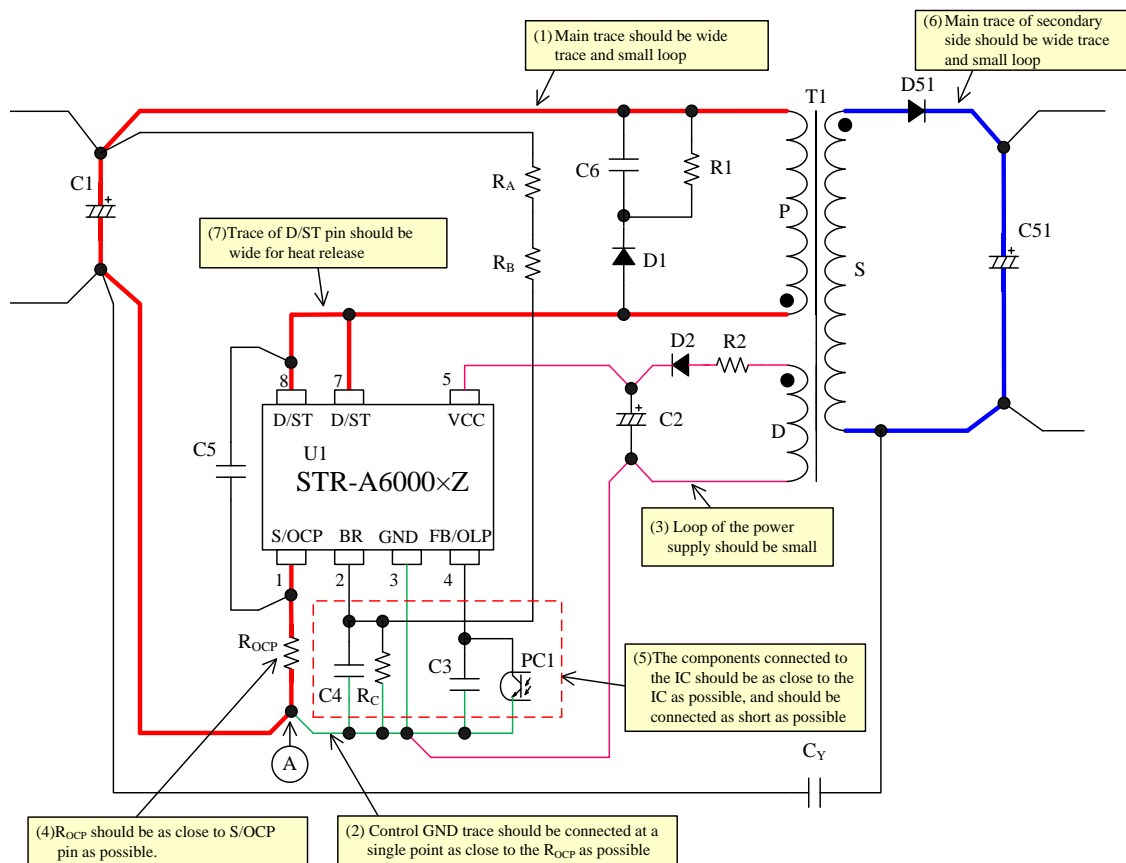 (1) Main trace should be wide
trace and small loop
(6) Main trace of secondary
side should be wide trace
and small loop
D51
T1
C1
C6
R1
RA
P
(7)Trace of D/ST pin should be
wide for heat release
RB
D1
S
C51
D2
R2
8
7
5
D/ST
D/ST
VCC
C2
D
C5
U1
STR-A6000×Z
(3) Loop of the power
supply should be small
S/OCP
BR
GND
FB/OLP
1
2
3
4
ROCP
C4
RC
C3
PC1
(5)The components connected to
the IC should be as close to the
IC as possible, and should be
connected as short as possible
A
CY
(4)ROCP should be as close to S/OCP
pin as possible.
(2) Control GND trace should be connected at a
single point as close to the ROCP as possible